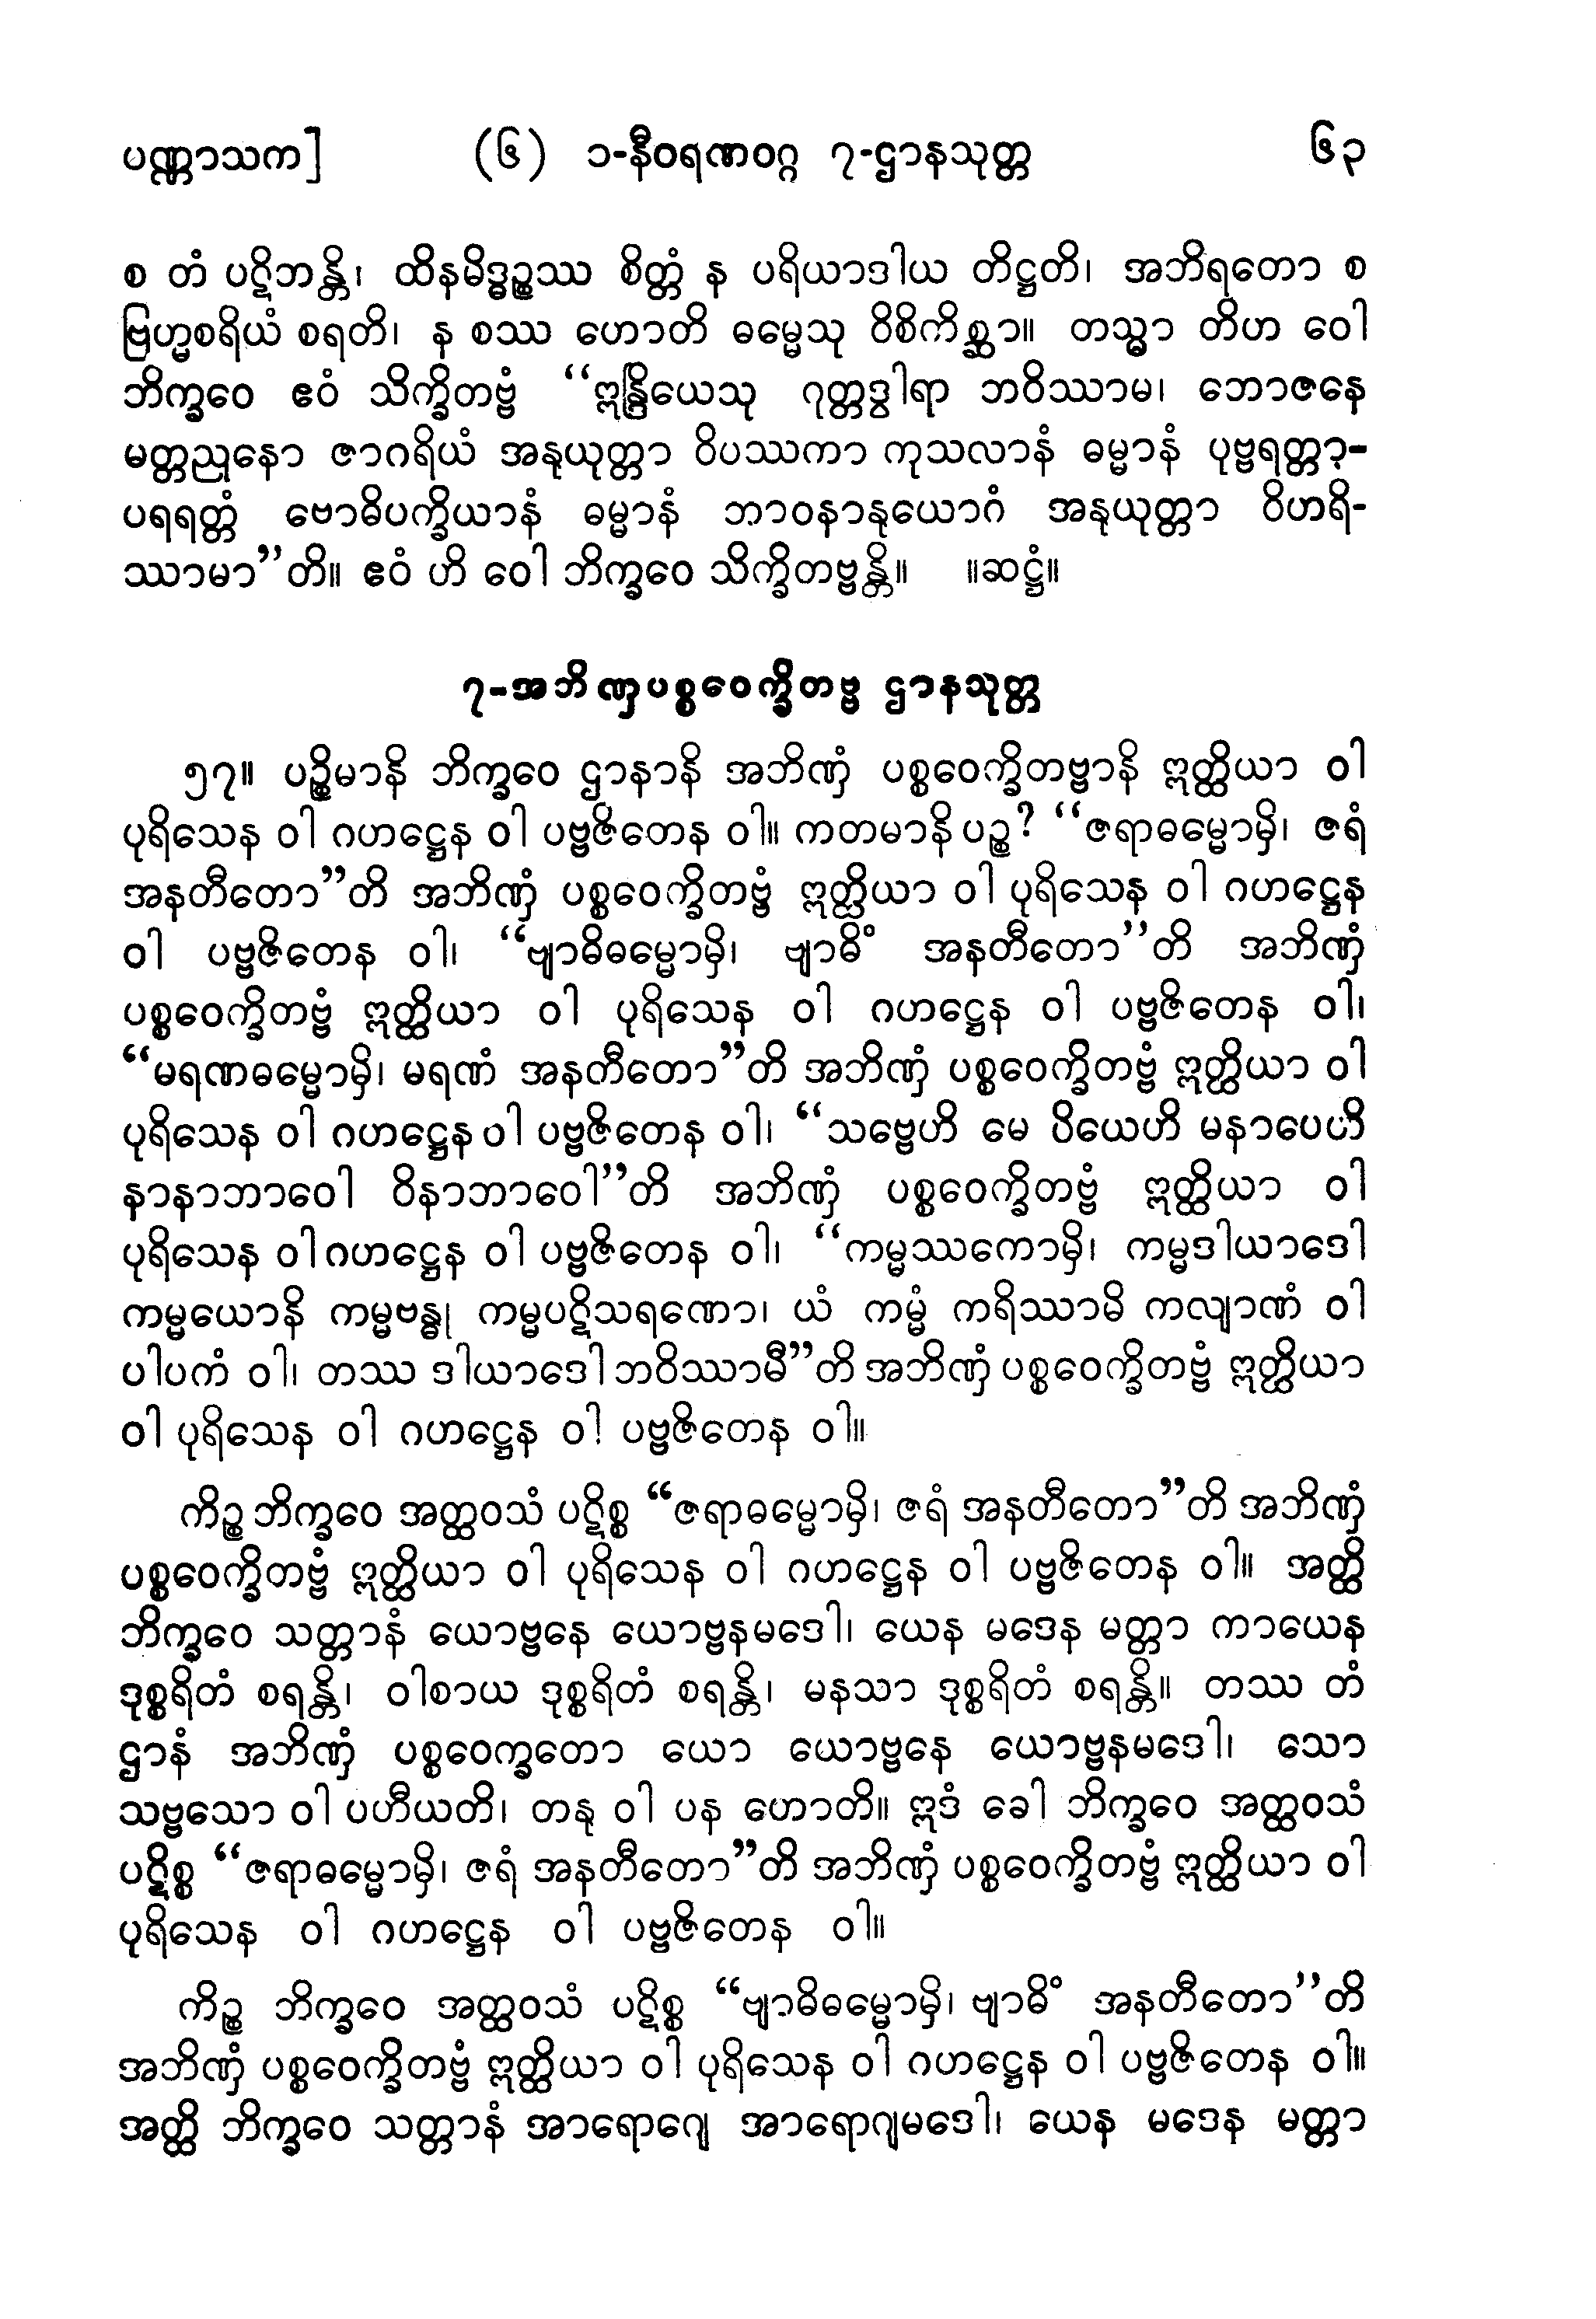 ပဏ္ဏာသက] (၆) ၁-နီဝရဏဝဂ္ဂ ၇-ဌာနသုတ္တ ၆၃
စ တံ ပဋိဘန္တိ၊ ထိနမိဒ္ဓဉ္စဿ စိတ္တံ န ပရိယာဒါယ တိဋ္ဌတိ၊ အဘိရတော စ
ဗြဟ္မစရိယံ စရတိ၊ န စဿ ဟောတိ ဓမ္မေသု ဝိစိကိစ္ဆာ။ တသ္မာ တိဟ ဝေါ
ဘိက္ခဝေ ဧဝံ သိက္ခိတဗ္ဗံ “ဣန္ဒြိယေသု ဂုတ္တဒွါရာ ဘဝိဿာမ၊ ဘောဇနေ
မတ္တညုနော ဇာဂရိယံ အနုယုတ္တာ ဝိပဿကာ ကုသလာနံ ဓမ္မာနံ ပုဗ္ဗရတ္တာ-
ပရရတ္တံ ဗောဓိပက္ခိယာနံ ဓမ္မာနံ ဘာဝနာနုယောဂံ အနုယုတ္တာ ဝိဟရိ-
ဿာမာ”တိ။ ဧဝံ ဟိ ဝေါ ဘိက္ခဝေ သိက္ခိတဗ္ဗန္တိ။ ။ဆဋ္ဌံ။
၇-အဘိဏှပစ္စဝေက္ခိတဗ္ဗ ဌာနသုတ္တ
၅၇။ ပဉ္စိမာနိ ဘိက္ခဝေ ဌာနာနိ အဘိဏှံ ပစ္စဝေက္ခိတဗ္ဗာနိ ဣတ္ထိယာ ဝါ
ပုရိသေန ဝါ ဂဟဋ္ဌေန ဝါ ပဗ္ဗဇိတေန ဝါ။ ကတမာနိ ပဉ္စ? “ဇရာဓမ္မောမှိ၊ ဇရံ
အနတီတော”တိ အဘိဏှံ ပစ္စဝေက္ခိတဗ္ဗံ ဣတ္ထိယာ ဝါ ပုရိသေန ဝါ ဂဟဋ္ဌေန
ဝါ ပဗ္ဗဇိတေန ဝါ၊ “ဗျာဓိဓမ္မောမှိ၊ ဗျာဓိံ အနတီတော”တိ အဘိဏှံ
ပစ္စဝေက္ခိတဗ္ဗံ ဣတ္ထိယာ ဝါ ပုရိသေန ဝါ ဂဟဋ္ဌေန ဝါ ပဗ္ဗဇိတေန ဝါ၊
“မရဏဓမ္မောမှိ၊ မရဏံ အနတီတော”တိ အဘိဏှံ ပစ္စဝေက္ခိတဗ္ဗံ ဣတ္ထိယာ ဝါ
ပုရိသေန ဝါ ဂဟဋ္ဌေန ဝါ ပဗ္ဗဇိတေန ဝါ၊ “သဗ္ဗေဟိ မေ ပိယေဟိ မနာပေဟိ
နာနာဘာဝေါ ဝိနာဘာဝေါ”တိ အဘိဏှံ ပစ္စဝေက္ခိတဗ္ဗံ ဣတ္ထိယာ ဝါ
ပုရိသေန ဝါ ဂဟဋ္ဌေန ဝါ ပဗ္ဗဇိတေန ဝါ၊ “ကမ္မဿကောမှိ၊ ကမ္မဒါယာဒေါ
ကမ္မယောနိ ကမ္မဗန္ဓု ကမ္မပဋိသရဏော၊ ယံ ကမ္မံ ကရိဿာမိ ကလျာဏံ ဝါ
ပါပကံ ဝါ၊ တဿ ဒါယာဒေါ ဘဝိဿာမီ”တိ အဘိဏှံ ပစ္စဝေက္ခိတဗ္ဗံ ဣတ္ထိယာ
ဝါ ပုရိသေန ဝါ ဂဟဋ္ဌေန ဝါ ပဗ္ဗဇိတေန ဝါ။
ကိဉ္စ ဘိက္ခဝေ အတ္ထဝသံ ပဋိစ္စ “ဇရာဓမ္မောမှိ၊ ဇရံ အနတီတော”တိ အဘိဏှံ
ပစ္စဝေက္ခိတဗ္ဗံ ဣတ္ထိယာ ဝါ ပုရိသေန ဝါ ဂဟဋ္ဌေန ဝါ ပဗ္ဗဇိတေန ဝါ။ အတ္ထိ
ဘိက္ခဝေ သတ္တာနံ ယောဗ္ဗနေ ယောဗ္ဗနမဒေါ၊ ယေန မဒေန မတ္တာ ကာယေန
ဒုစ္စရိတံ စရန္တိ၊ ဝါစာယ ဒုစ္စရိတံ စရန္တိ၊ မနသာ ဒုစ္စရိတံ စရန္တိ။ တဿ တံ
ဌာနံ အဘိဏှံ ပစ္စဝေက္ခတော ယော ယောဗ္ဗနေ ယောဗ္ဗနမဒေါ၊ သော
သဗ္ဗသော ဝါ ပဟီယတိ၊ တနု ဝါ ပန ဟောတိ။ ဣဒံ ခေါ ဘိက္ခဝေ အတ္ထဝသံ
ပဋိစ္စ “ဇရာဓမ္မောမှိ၊ ဇရံ အနတီတော”တိ အဘိဏှံ ပစ္စဝေက္ခိတဗ္ဗံ ဣတ္ထိယာ ဝါ
ပုရိသေန ဝါ ဂဟဋ္ဌေန ဝါ ပဗ္ဗဇိတေန ဝါ။
ကိဉ္စ ဘိက္ခဝေ အတ္ထဝသံ ပဋိစ္စ “ဗျာဓိဓမ္မောမှိ၊ ဗျာဓိံ အနတီတော”တိ
အဘိဏှံ ပစ္စဝေက္ခိတဗ္ဗံ ဣတ္ထိယာ ဝါ ပုရိသေန ဝါ ဂဟဋ္ဌေန ဝါ ပဗ္ဗဇိတေန ဝါ။
အတ္ထိ ဘိက္ခဝေ သတ္တာနံ အာရောဂျေ အာရောဂျမဒေါ၊ ယေန မဒေန မတ္တာ